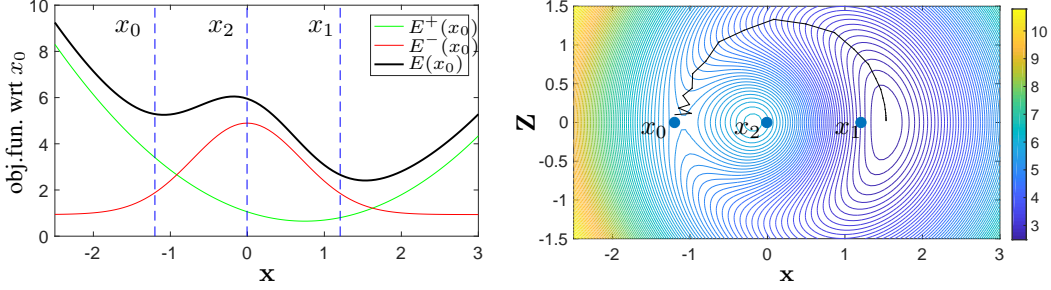 x₀ x₂ x₁
E⁺(x₀)
E⁻(x₀)
E(x₀)
obj.fun. wrt x₀
10
8
6
4
2
0
-2 -1 0 1 2 3
x
1.5
1
0.5
0
-0.5
-1
-1.5
Z
x₀ x₂ x₁
-2 -1 0 1 2 3
x
10
9
8
7
6
5
4
3